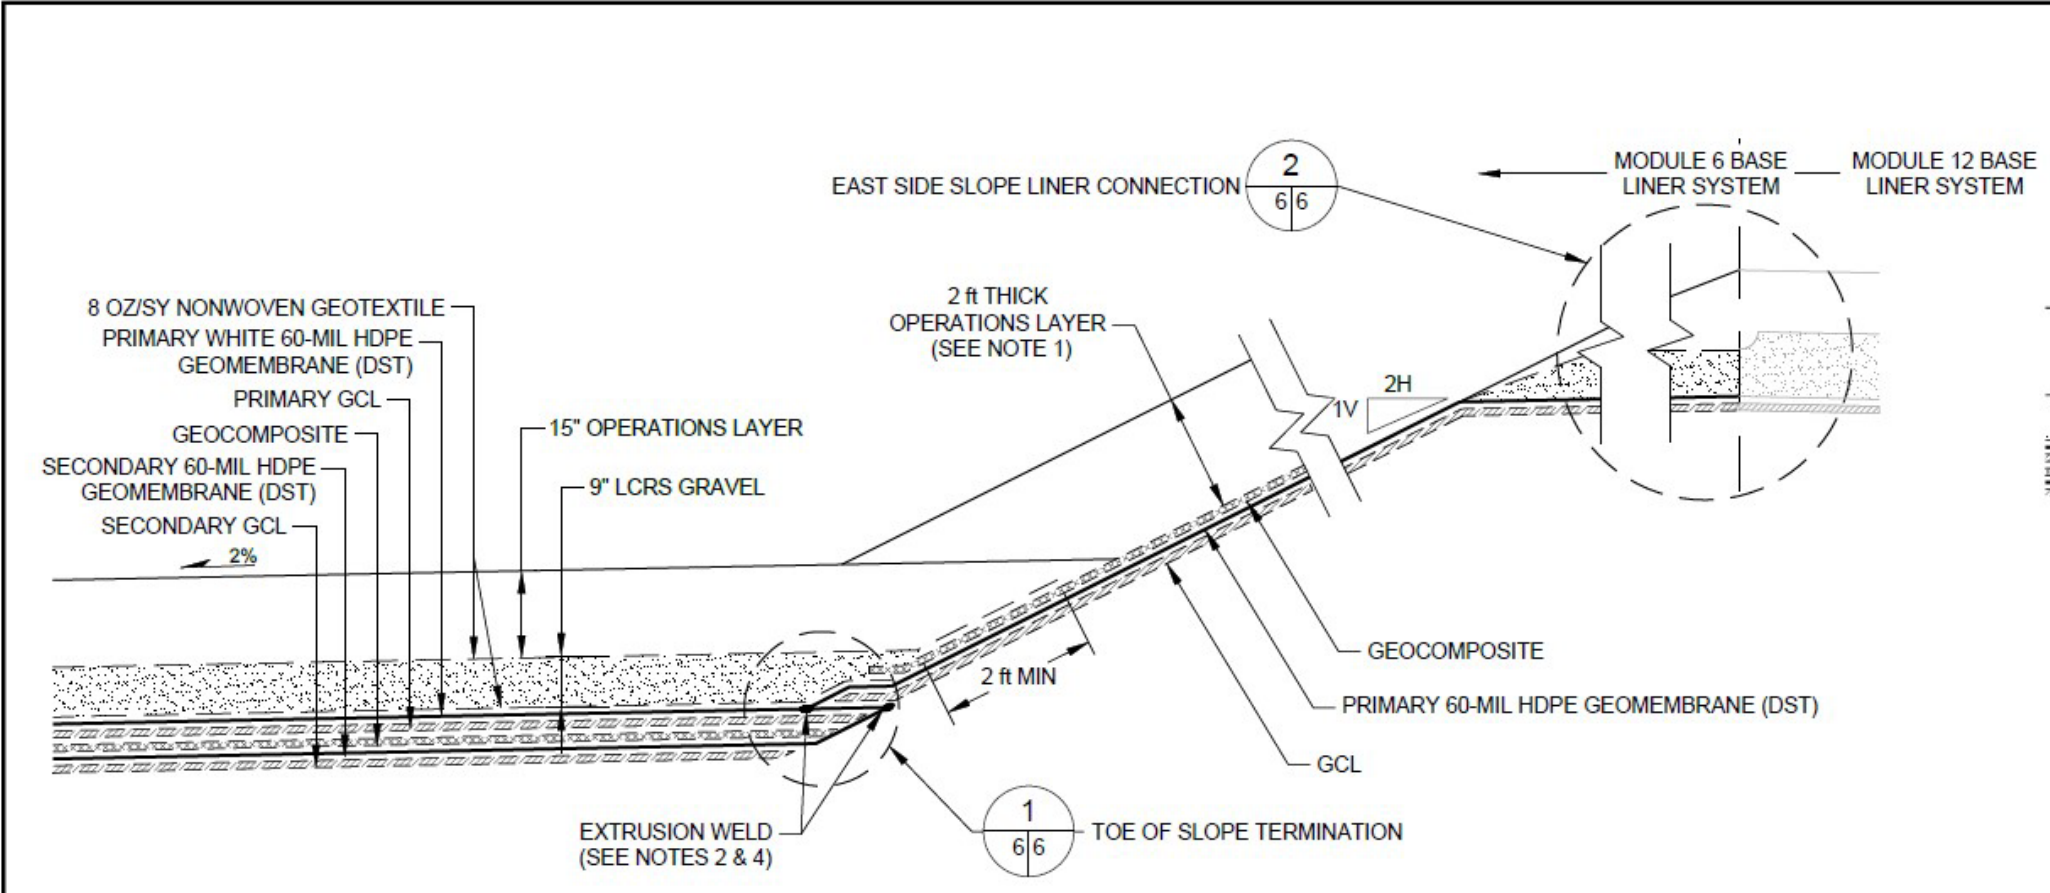 2
6|6
EAST SIDE SLOPE LINER CONNECTION
MODULE 6 BASE
LINER SYSTEM
MODULE 12 BASE
LINER SYSTEM
8 OZ/SY NONWOVEN GEOTEXTILE
PRIMARY WHITE 60-MIL HDPE
GEOMEMBRANE (DST)
PRIMARY GCL
GEOCOMPOSITE
SECONDARY 60-MIL HDPE
GEOMEMBRANE (DST)
SECONDARY GCL
2%
15" OPERATIONS LAYER
9" LCRS GRAVEL
2 ft THICK
OPERATIONS LAYER
(SEE NOTE 1)
2H
1V
2 ft MIN
GEOCOMPOSITE
PRIMARY 60-MIL HDPE GEOMEMBRANE (DST)
GCL
EXTRUSION WELD
(SEE NOTES 2 & 4)
1
6|6
TOE OF SLOPE TERMINATION